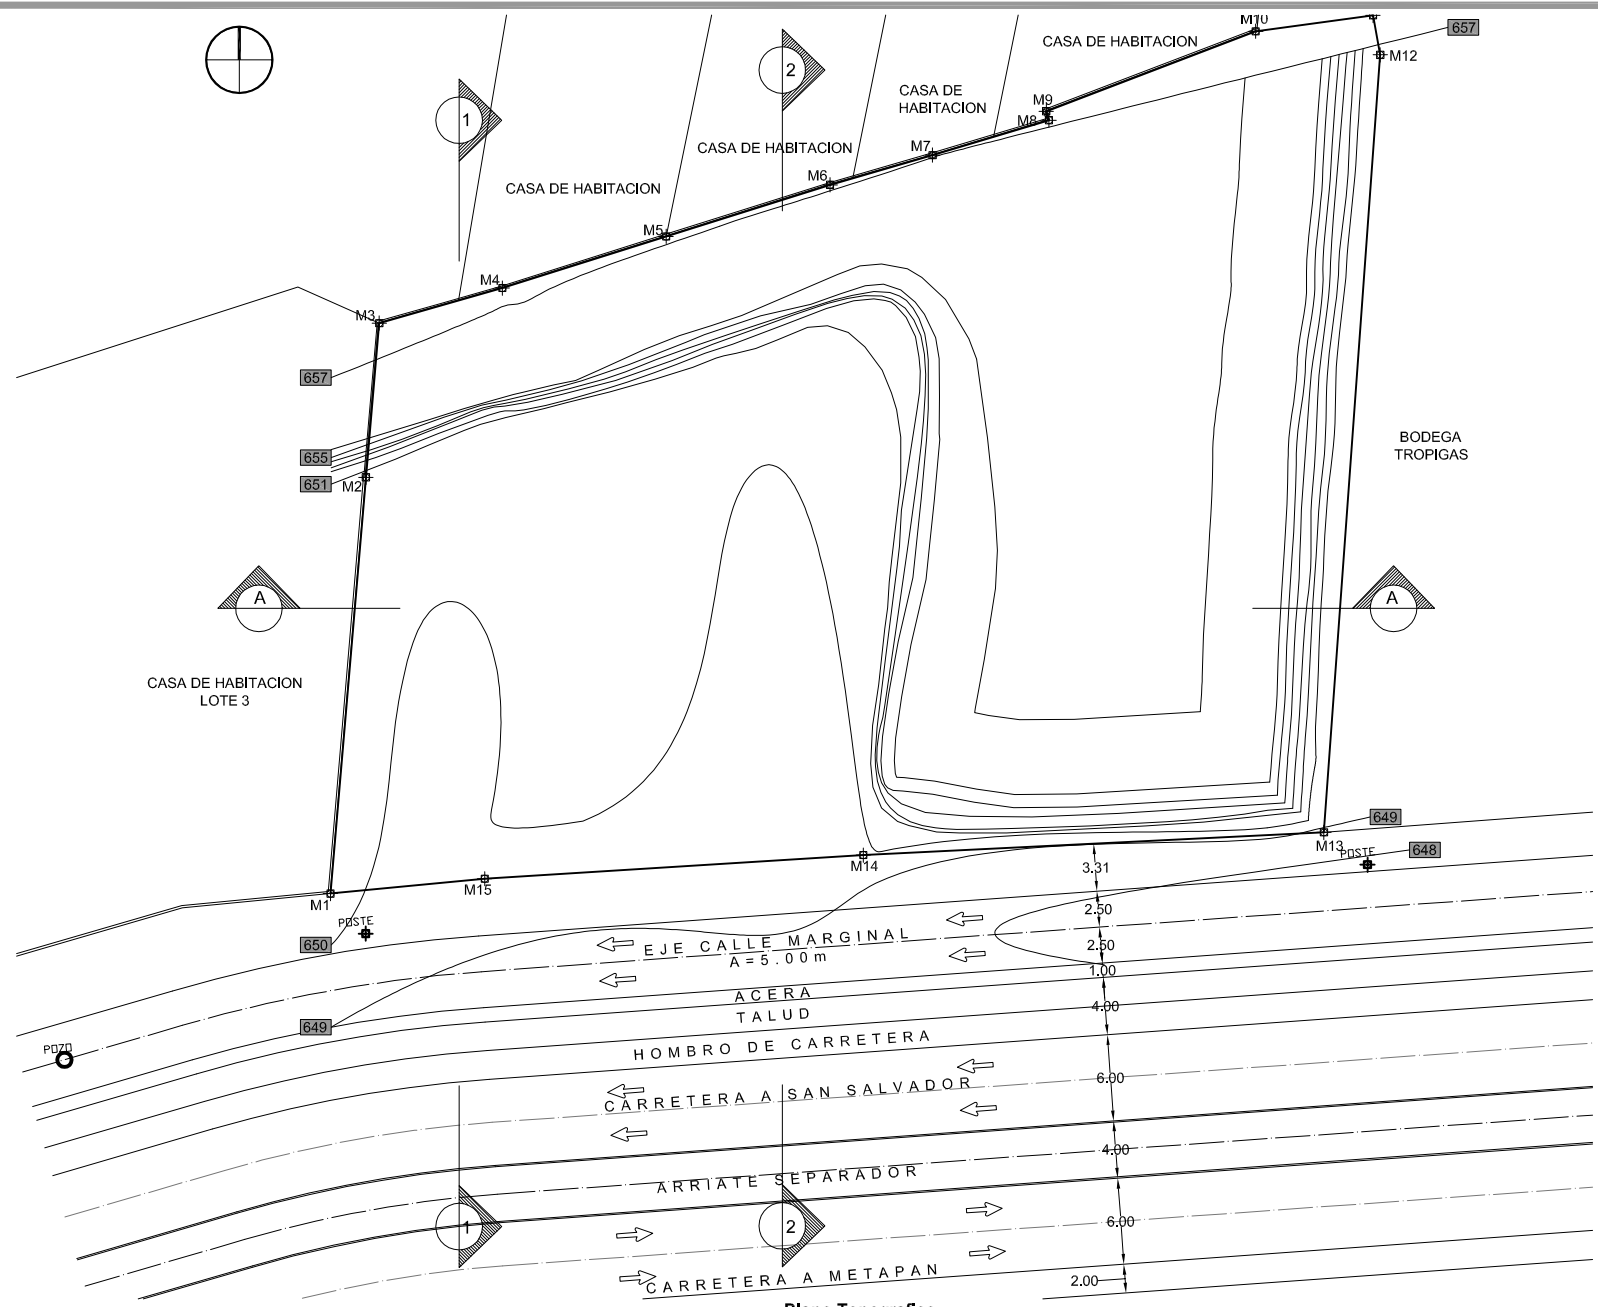 M10
657
CASA DE HABITACION
M12
2
1
CASA DE
HABITACION
M9
M8
CASA DE HABITACION
M7
M6
CASA DE HABITACION
M5
M4
M3
657
655
651
M2
BODEGA
TROPIGAS
A
A
CASA DE HABITACION
LOTE 3
649
M13
POSTE
648
M14
3.31
M15
M1
POSTE
2.50
650
EJE CALLE MARGINAL
A=5.00m
2.50
1.00
ACERA
649
TALUD
4.00
POZO
HOMBRO DE CARRETERA
6.00
CARRETERA A SAN SALVADOR
4.00
ARRIATE SEPARADOR
1
2
6.00
CARRETERA A METAPAN
2.00